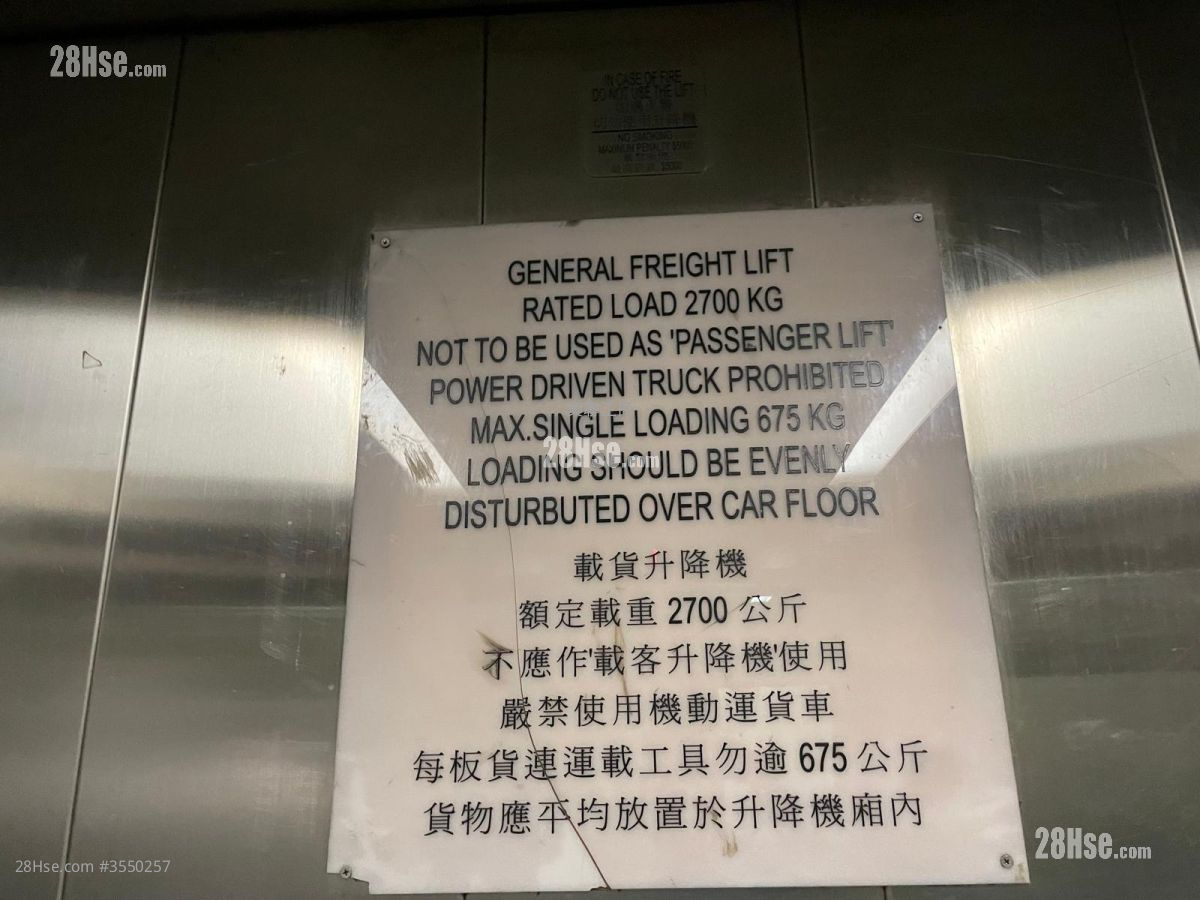 28Hse.com
IN CASE OF FIRE
DO NOT USE THE LIFT
NO SMOKING
MAXIMUM PENALTY $5000
GENERAL FREIGHT LIFT
RATED LOAD 2700 KG
NOT TO BE USED AS 'PASSENGER LIFT'
POWER DRIVEN TRUCK PROHIBITED
MAX.SINGLE LOADING 675 KG
28Hse.com
LOADING SHOULD BE EVENLY
DISTURBUTED OVER CAR FLOOR
載貨升降機
額定載重 2700 公斤
不應作'載客升降機'使用
嚴禁使用機動運貨車
每板貨連運載工具勿逾 675 公斤
貨物應平均放置於升降機廂內
28Hse.com
28Hse.com #3550257